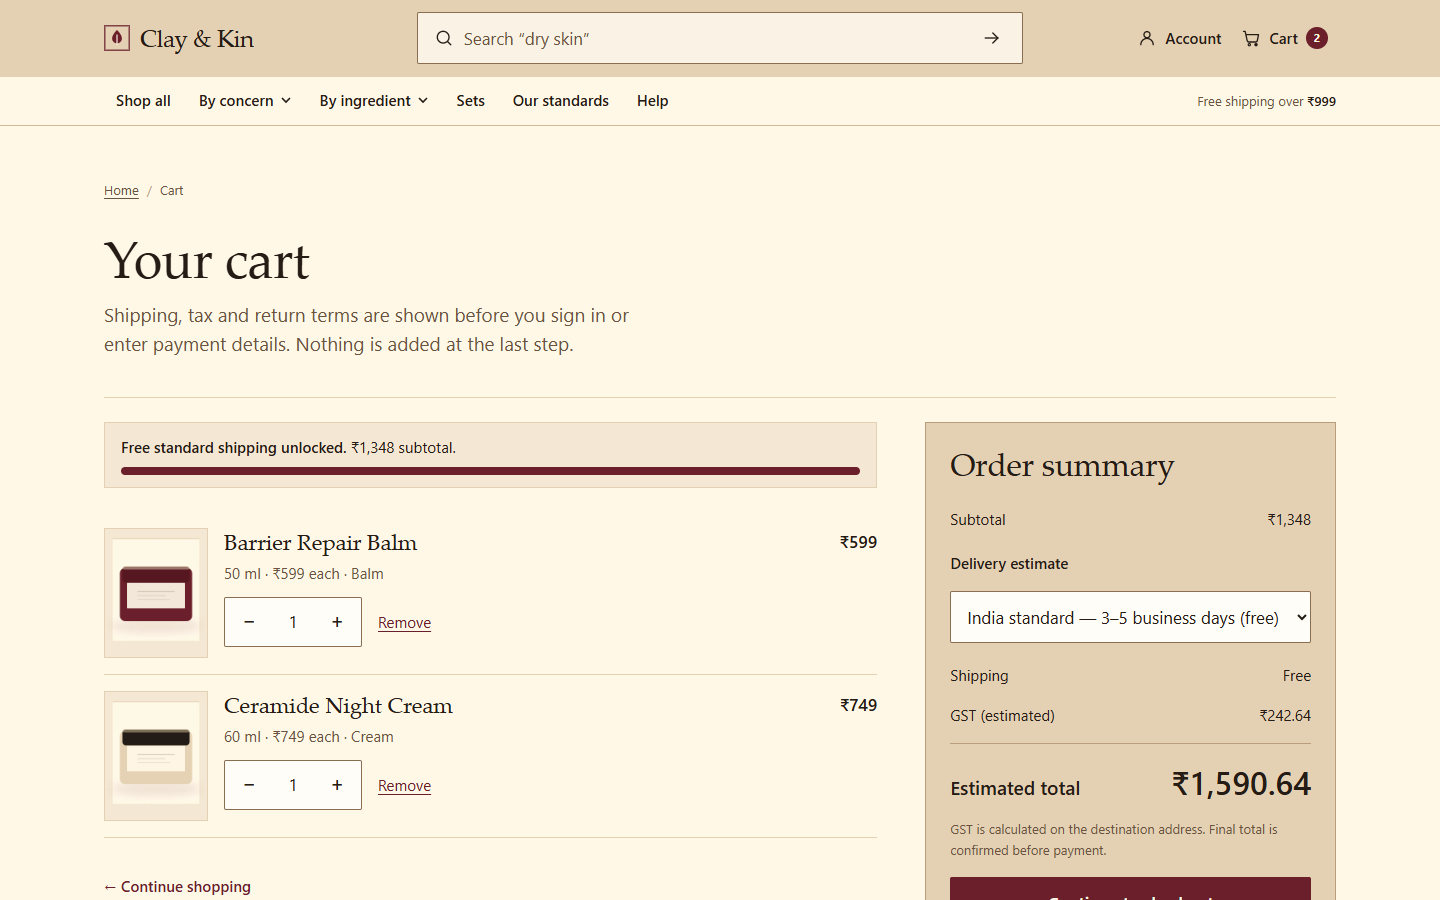 Clay & Kin
Search “dry skin”
Account
Cart 2
Shop all
By concern
By ingredient
Sets
Our standards
Help
Free shipping over ₹999
Home / Cart
Your cart
Shipping, tax and return terms are shown before you sign in or
enter payment details. Nothing is added at the last step.
Free standard shipping unlocked. ₹1,348 subtotal.
Barrier Repair Balm
₹599
50 ml · ₹599 each · Balm
− 1 +
Remove
Ceramide Night Cream
₹749
60 ml · ₹749 each · Cream
− 1 +
Remove
← Continue shopping
Order summary
Subtotal ₹1,348
Delivery estimate
India standard — 3–5 business days (free)
Shipping Free
GST (estimated) ₹242.64
Estimated total ₹1,590.64
GST is calculated on the destination address. Final total is
confirmed before payment.